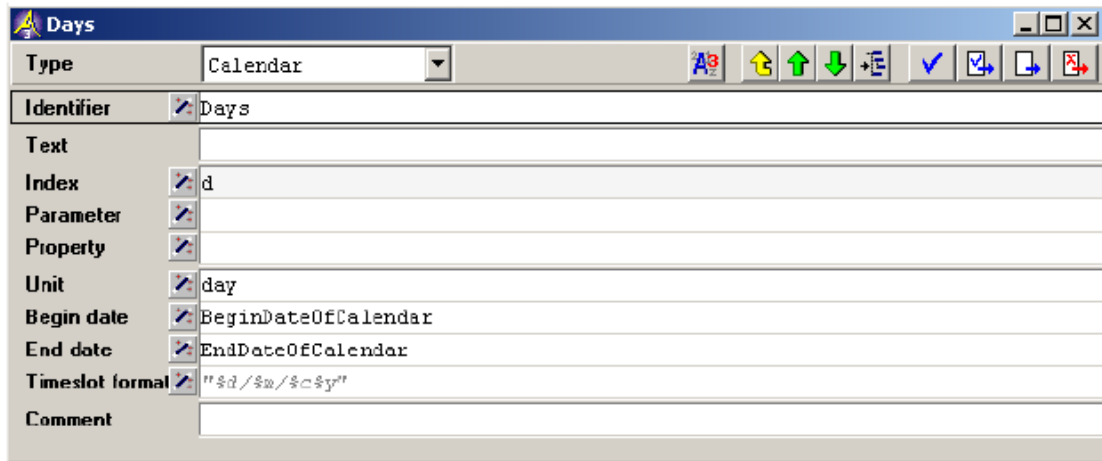 Days
Type Calendar
Identifier Days
Text
Index d
Parameter
Property
Unit day
Begin date BeginDateOfCalendar
End date EndDateOfCalendar
Timeslot format "%d/%m/%c%y"
Comment